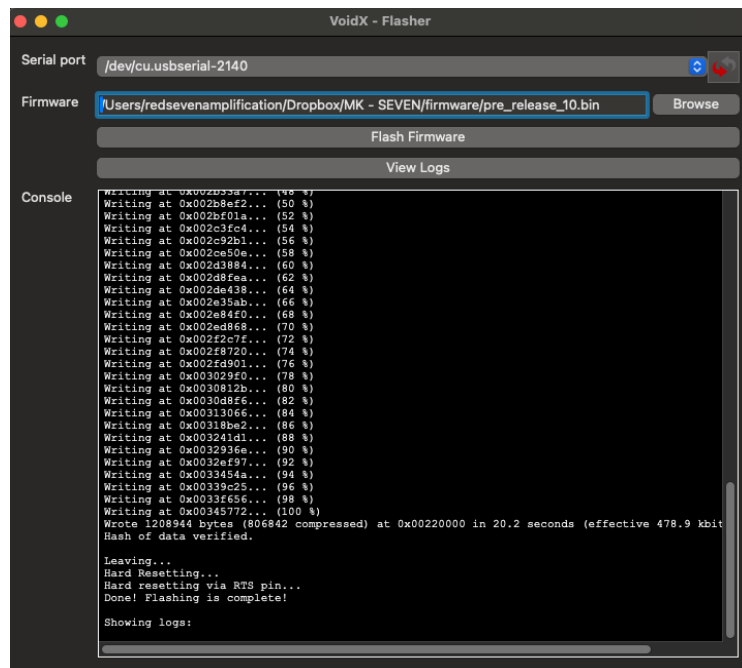 VoidX - Flasher
Serial port
/dev/cu.usbserial-2140
Firmware
/Users/redsevenamplification/Dropbox/MK - SEVEN/firmware/pre_release_10.bin
Browse
Flash Firmware
View Logs
Console
Writing at 0x002b33a7... (48 %)
Writing at 0x002b8ef2... (50 %)
Writing at 0x002bf01a... (52 %)
Writing at 0x002c3fc4... (54 %)
Writing at 0x002c92b1... (56 %)
Writing at 0x002ce50e... (58 %)
Writing at 0x002d3884... (60 %)
Writing at 0x002d8fea... (62 %)
Writing at 0x002de438... (64 %)
Writing at 0x002e35ab... (66 %)
Writing at 0x002e84f0... (68 %)
Writing at 0x002ed868... (70 %)
Writing at 0x002f2c7f... (72 %)
Writing at 0x002f8720... (74 %)
Writing at 0x002fd901... (76 %)
Writing at 0x003029f0... (78 %)
Writing at 0x0030812b... (80 %)
Writing at 0x0030d8f6... (82 %)
Writing at 0x00313066... (84 %)
Writing at 0x00318be2... (86 %)
Writing at 0x003241d1... (88 %)
Writing at 0x0032936e... (90 %)
Writing at 0x0032ef97... (92 %)
Writing at 0x0033454a... (94 %)
Writing at 0x00339c25... (96 %)
Writing at 0x0033f656... (98 %)
Writing at 0x00345772... (100 %)
Wrote 1208944 bytes (806842 compressed) at 0x00220000 in 20.2 seconds (effective 478.9 kbit
Hash of data verified.
Leaving...
Hard Resetting...
Hard resetting via RTS pin...
Done! Flashing is complete!
Showing logs: